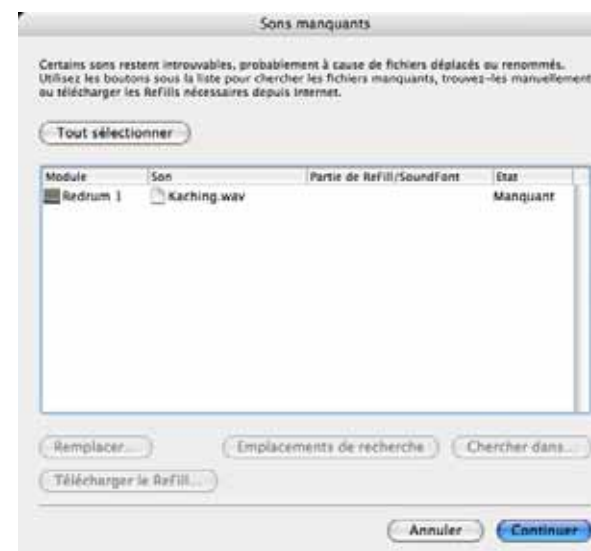 Sons manquants
Certains sons restent introuvables, probablement à cause de fichiers déplacés ou renommés.
Utilisez les boutons sous la liste pour chercher les fichiers manquants, trouvez-les manuellement
ou télécharger les ReFills nécessaires depuis Internet.
Tout sélectionner
Module Son Partie de ReFill/SoundFont Etat
Redrum 1 Kaching.wav Manquant
Remplacer... Emplacements de recherche Chercher dans...
Télécharger le ReFill...
Annuler Continuer